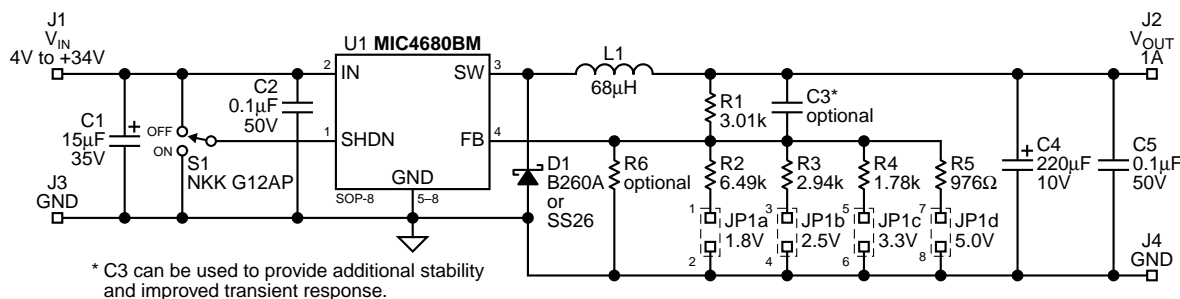 J1
VIN
4V to +34V
U1 MIC4680BM
2
IN
SW
3
L1
68µH
J2
VOUT
1A
C1
15µF
35V
+
OFF
ON
S1
NKK G12AP
C2
0.1µF
50V
1
SHDN
FB
4
GND
SOP-8
5–8
D1
B260A
or
SS26
R1
3.01k
C3*
optional
R6
optional
R2
6.49k
R3
2.94k
R4
1.78k
R5
976Ω
+
C4
220µF
10V
C5
0.1µF
50V
1
JP1a
1.8V
2
3
JP1b
2.5V
4
5
JP1c
3.3V
6
7
JP1d
5.0V
8
J3
GND
J4
GND
* C3 can be used to provide additional stability
and improved transient response.